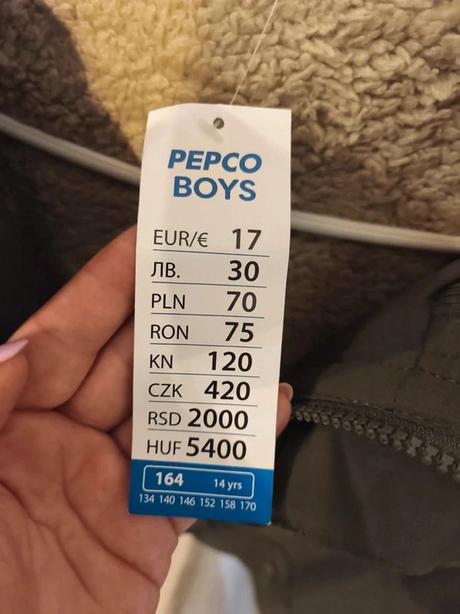 PEPCO
BOYS
EUR/€ 17
ЛВ. 30
PLN 70
RON 75
KN 120
CZK 420
RSD 2000
HUF 5400
164 14 yrs
134 140 146 152 158 170